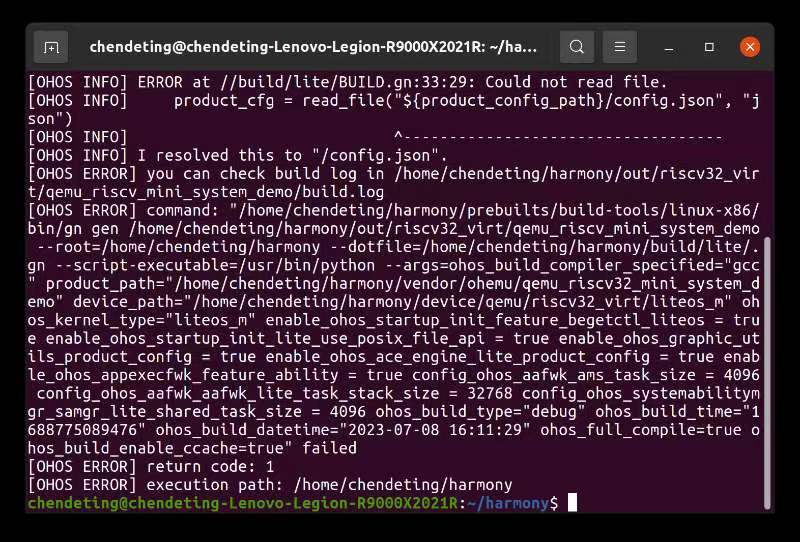 chendeting@chendeting-Lenovo-Legion-R9000X2021R: ~/ha...
[OHOS INFO] ERROR at //build/lite/BUILD.gn:33:29: Could not read file.
[OHOS INFO]     product_cfg = read_file("${product_config_path}/config.json", "j
son")
[OHOS INFO]                             ^-----------------------------------
[OHOS INFO] I resolved this to "/config.json".
[OHOS ERROR] you can check build log in /home/chendeting/harmony/out/riscv32_vir
t/qemu_riscv_mini_system_demo/build.log
[OHOS ERROR] command: "/home/chendeting/harmony/prebuilts/build-tools/linux-x86/
bin/gn gen /home/chendeting/harmony/out/riscv32_virt/qemu_riscv_mini_system_demo
 --root=/home/chendeting/harmony --dotfile=/home/chendeting/harmony/build/lite/.
gn --script-executable=/usr/bin/python --args=ohos_build_compiler_specified="gcc
" product_path="/home/chendeting/harmony/vendor/ohemu/qemu_riscv32_mini_system_d
emo" device_path="/home/chendeting/harmony/device/qemu/riscv32_virt/liteos_m" oh
os_kernel_type="liteos_m" enable_ohos_startup_init_feature_begetctl_liteos = tru
e enable_ohos_startup_init_lite_use_posix_file_api = true enable_ohos_graphic_ut
ils_product_config = true enable_ohos_ace_engine_lite_product_config = true enab
le_ohos_appexecfwk_feature_ability = true config_ohos_aafwk_ams_task_size = 4096
 config_ohos_aafwk_aafwk_lite_task_stack_size = 32768 config_ohos_systemabilitym
gr_samgr_lite_shared_task_size = 4096 ohos_build_type="debug" ohos_build_time="1
688775089476" ohos_build_datetime="2023-07-08 16:11:29" ohos_full_compile=true o
hos_build_enable_ccache=true" failed
[OHOS ERROR] return code: 1
[OHOS ERROR] execution path: /home/chendeting/harmony
chendeting@chendeting-Lenovo-Legion-R9000X2021R:~/harmony$